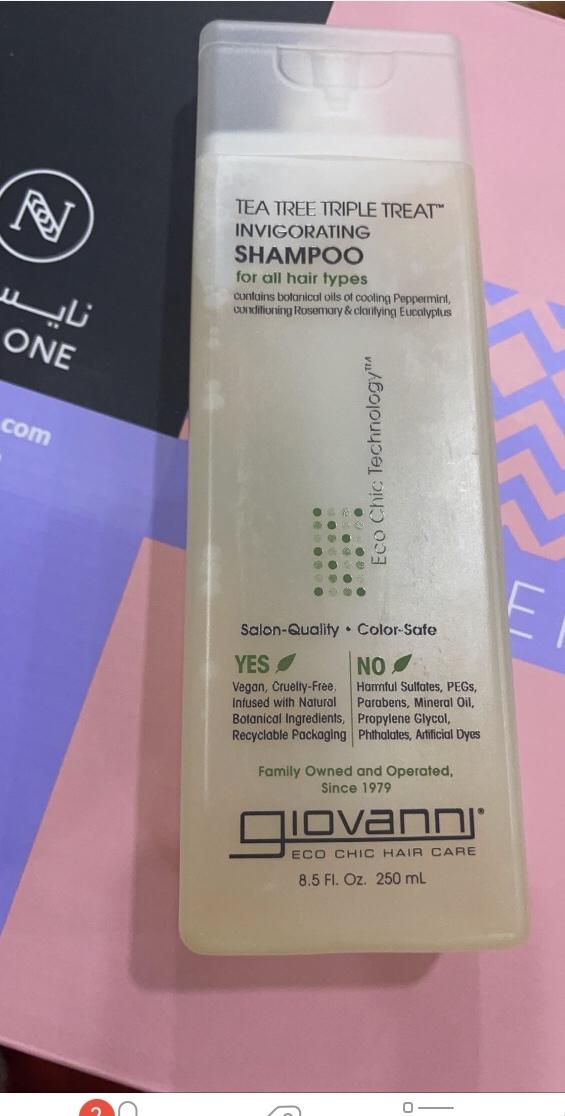 TEA TREE TRIPLE TREAT™
INVIGORATING
SHAMPOO
for all hair types
contains botanical oils of cooling Peppermint,
conditioning Rosemary & clarifying Eucalyptus
Eco Chic Technology™
Salon-Quality • Color-Safe
YES
Vegan, Cruelty-Free,
Infused with Natural
Botanical Ingredients,
Recyclable Packaging
NO
Harmful Sulfates, PEGs,
Parabens, Mineral Oil,
Propylene Glycol,
Phthalates, Artificial Dyes
Family Owned and Operated,
Since 1979
giovanni®
ECO CHIC HAIR CARE
8.5 Fl. Oz. 250 mL
N
نايس
ONE
.com
2